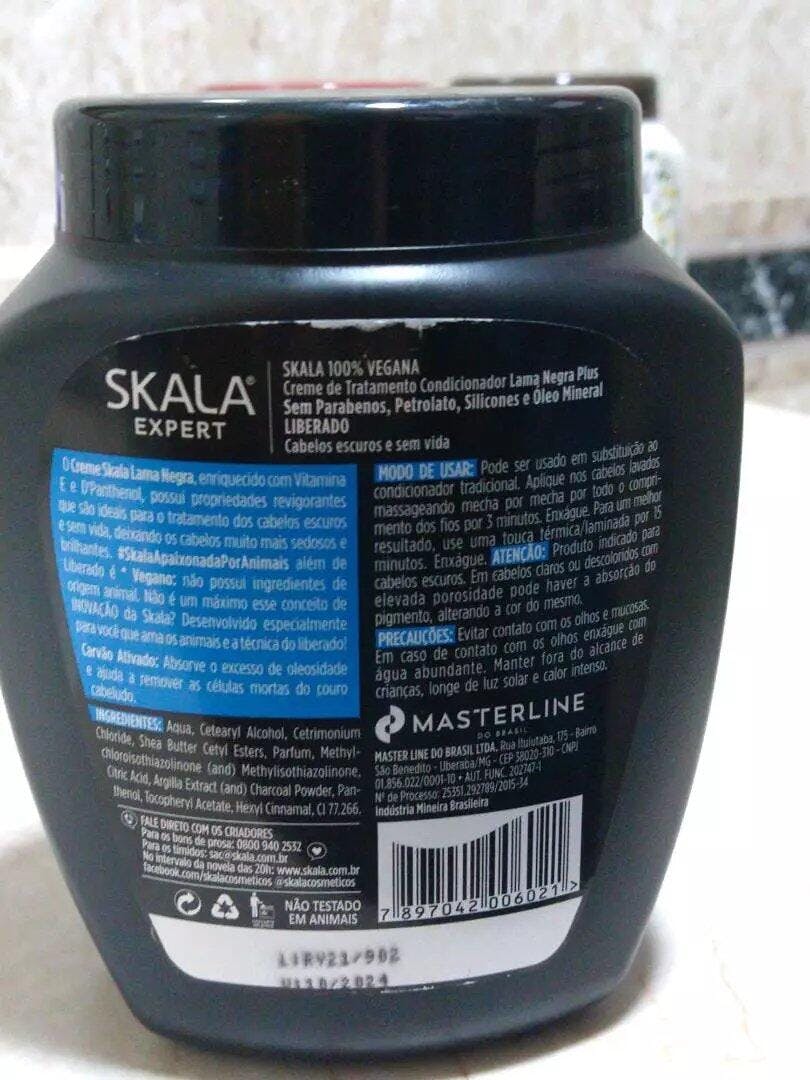 SKALA®
EXPERT
SKALA 100% VEGANA
Creme de Tratamento Condicionador Lama Negra Plus
Sem Parabenos, Petrolato, Silicones e Óleo Mineral
LIBERADO
Cabelos escuros e sem vida
O Creme Skala Lama Negra, enriquecido com Vitamina
E e D'Panthenol, possui propriedades revigorantes
que são ideais para o tratamento dos cabelos escuros
e sem vida, deixando os cabelos muito mais sedosos e
brilhantes. #SkalaApaixonadaPorAnimais além de
Liberado é * Vegano: não possui ingredientes de
origem animal. Não é um máximo esse conceito de
INOVAÇÃO da Skala? Desenvolvido especialmente
para você que ama os animais e a técnica do liberado!
Carvão Ativado: Absorve o excesso de oleosidade
e ajuda a remover as células mortas do couro
cabeludo.
INGREDIENTES: Aqua, Cetearyl Alcohol, Cetrimonium
Chloride, Shea Butter Cetyl Esters, Parfum, Methyl-
chloroisothiazolinone (and) Methylisothiazolinone,
Citric Acid, Argilla Extract (and) Charcoal Powder, Pan-
thenol, Tocopheryl Acetate, Hexyl Cinnamal, CI 77.266.
FALE DIRETO COM OS CRIADORES
Para os bons de prosa: 0800 940 2532
Para os tímidos: sac@skala.com.br
No intervalo da novela das 20h: www.skala.com.br
facebook.com/skalacosmeticos @skalacosmeticos
NÃO TESTADO
EM ANIMAIS
MODO DE USAR: Pode ser usado em substituição ao
condicionador tradicional. Aplique nos cabelos lavados
massageando mecha por mecha por todo o compri-
mento dos fios por 3 minutos. Enxágue. Para um melhor
resultado, use uma touca térmica/laminada por 15
minutos. Enxágue. ATENÇÃO: Produto indicado para
cabelos escuros. Em cabelos claros ou descoloridos com
elevada porosidade pode haver a absorção do
pigmento, alterando a cor do mesmo.
PRECAUÇÕES: Evitar contato com os olhos e mucosas.
Em caso de contato com os olhos enxágue com
água abundante. Manter fora do alcance de
crianças, longe de luz solar e calor intenso.
MASTERLINE
DO BRASIL
MASTER LINE DO BRASIL LTDA. Rua Ituiutaba, 175 - Bairro
São Benedito - Uberaba/MG - CEP 38020-310 - CNPJ
01.856.022/0001-10 • AUT. FUNC. 202747-1
Nº de Processo: 25351.292789/2015-34
Indústria Mineira Brasileira
7 897042 006021 >
L:RY21/902
V:10/2024